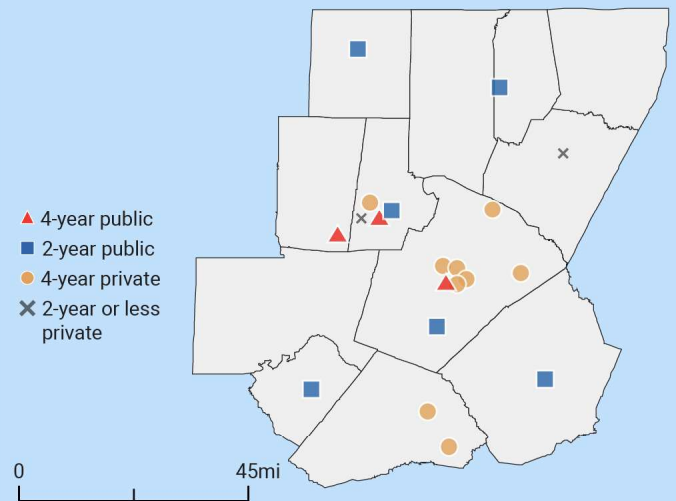 4-year public
2-year public
4-year private
2-year or less
private
0
45mi